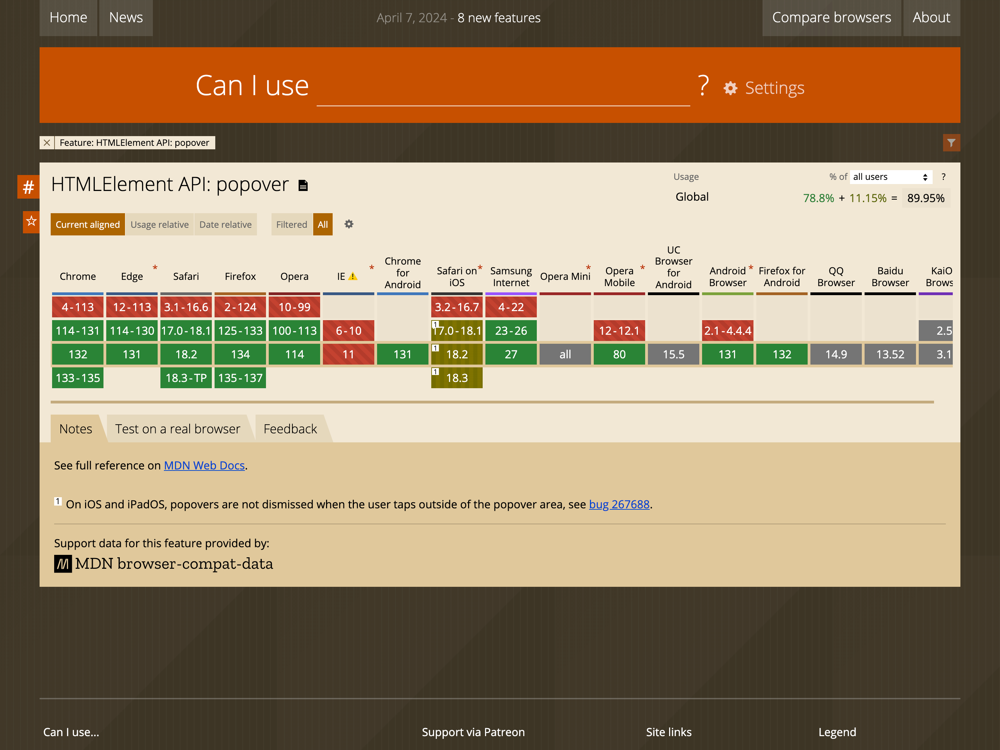 Home News April 7, 2024 - 8 new features Compare browsers About
Can I use ? Settings
× Feature: HTMLElement API: popover
# HTMLElement API: popover
Usage % of all users ?
Global 78.8% + 11.15% = 89.95%
Current aligned Usage relative Date relative Filtered All
Chrome
Edge *
Safari
Firefox
Opera
IE *
Chrome for Android
Safari on iOS *
Samsung Internet
Opera Mini *
Opera Mobile *
UC Browser for Android
Android Browser *
Firefox for Android
QQ Browser
Baidu Browser
KaiO Brows
4-113 12-113 3.1-16.6 2-124 10-99 3.2-16.7 4-22
114-131 114-130 17.0-18.1 125-133 100-113 6-10 1 17.0-18.1 23-26 12-12.1 2.1-4.4.4 2.5
132 131 18.2 134 114 11 131 1 18.2 27 all 80 15.5 131 132 14.9 13.52 3.1
133-135 18.3-TP 135-137 1 18.3
Notes Test on a real browser Feedback
See full reference on MDN Web Docs.
1 On iOS and iPadOS, popovers are not dismissed when the user taps outside of the popover area, see bug 267688.
Support data for this feature provided by:
MDN browser-compat-data
Can I use... Support via Patreon Site links Legend